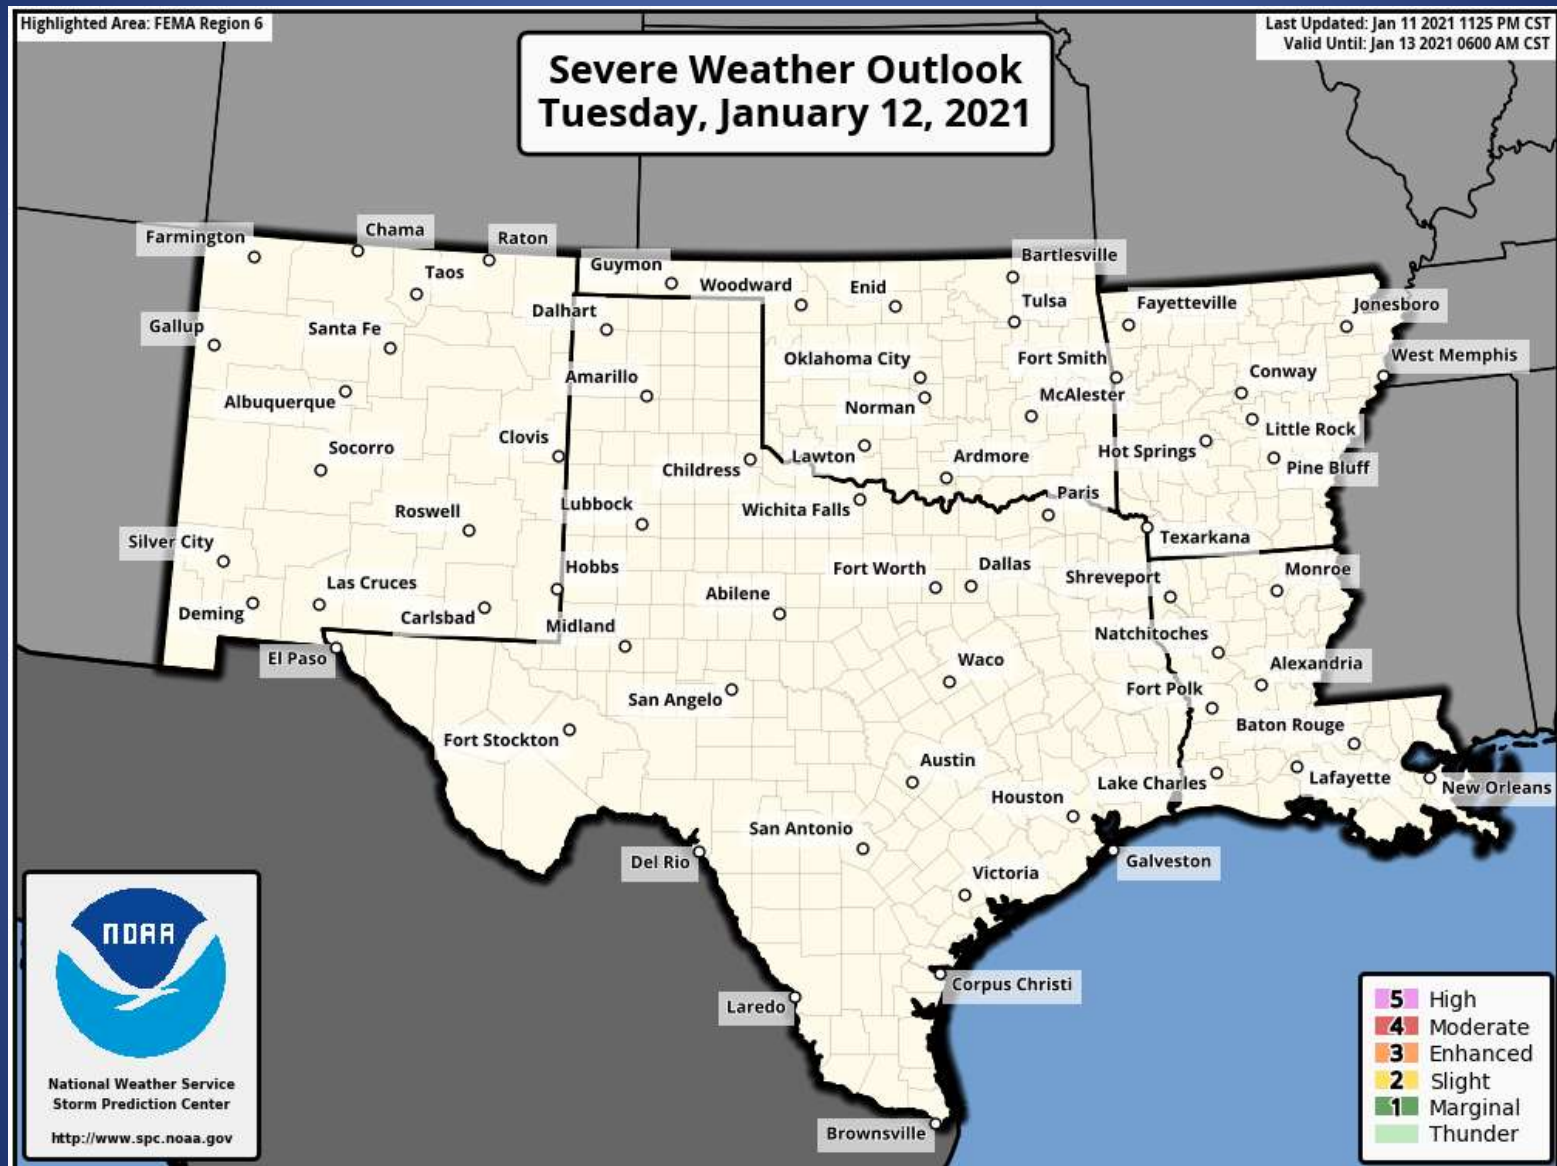 Highlighted Area: FEMA Region 6
Last Updated: Jan 11 2021 1125 PM CST
Valid Until: Jan 13 2021 0600 AM CST
Severe Weather Outlook
Tuesday, January 12, 2021
Farmington
Chama
Raton
Taos
Guymon
Woodward
Enid
Bartlesville
Tulsa
Fayetteville
Jonesboro
Gallup
Santa Fe
Dalhart
Oklahoma City
Fort Smith
Conway
West Memphis
Albuquerque
Amarillo
Norman
McAlester
Little Rock
Socorro
Clovis
Childress
Lawton
Ardmore
Hot Springs
Pine Bluff
Roswell
Lubbock
Wichita Falls
Paris
Texarkana
Silver City
Las Cruces
Hobbs
Fort Worth
Dallas
Shreveport
Monroe
Deming
Carlsbad
Midland
Abilene
Natchitoches
El Paso
San Angelo
Waco
Alexandria
Fort Polk
Fort Stockton
Baton Rouge
Austin
Lake Charles
Lafayette
New Orleans
Houston
San Antonio
Del Rio
Galveston
Victoria
Corpus Christi
Laredo
Brownsville
NOAA
National Weather Service
Storm Prediction Center
http://www.spc.noaa.gov
5 High
4 Moderate
3 Enhanced
2 Slight
1 Marginal
Thunder